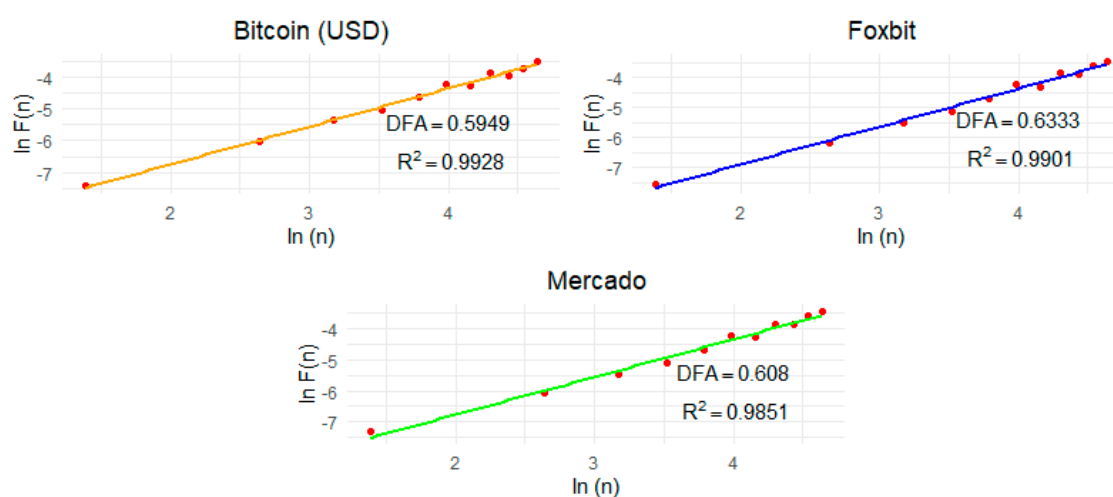 Bitcoin (USD)
ln F(n)
-4
-5
-6
-7
DFA = 0.5949
R² = 0.9928
2 3 4
ln (n)
Foxbit
ln F(n)
-4
-5
-6
-7
DFA = 0.6333
R² = 0.9901
2 3 4
ln (n)
Mercado
ln F(n)
-4
-5
-6
-7
DFA = 0.608
R² = 0.9851
2 3 4
ln (n)